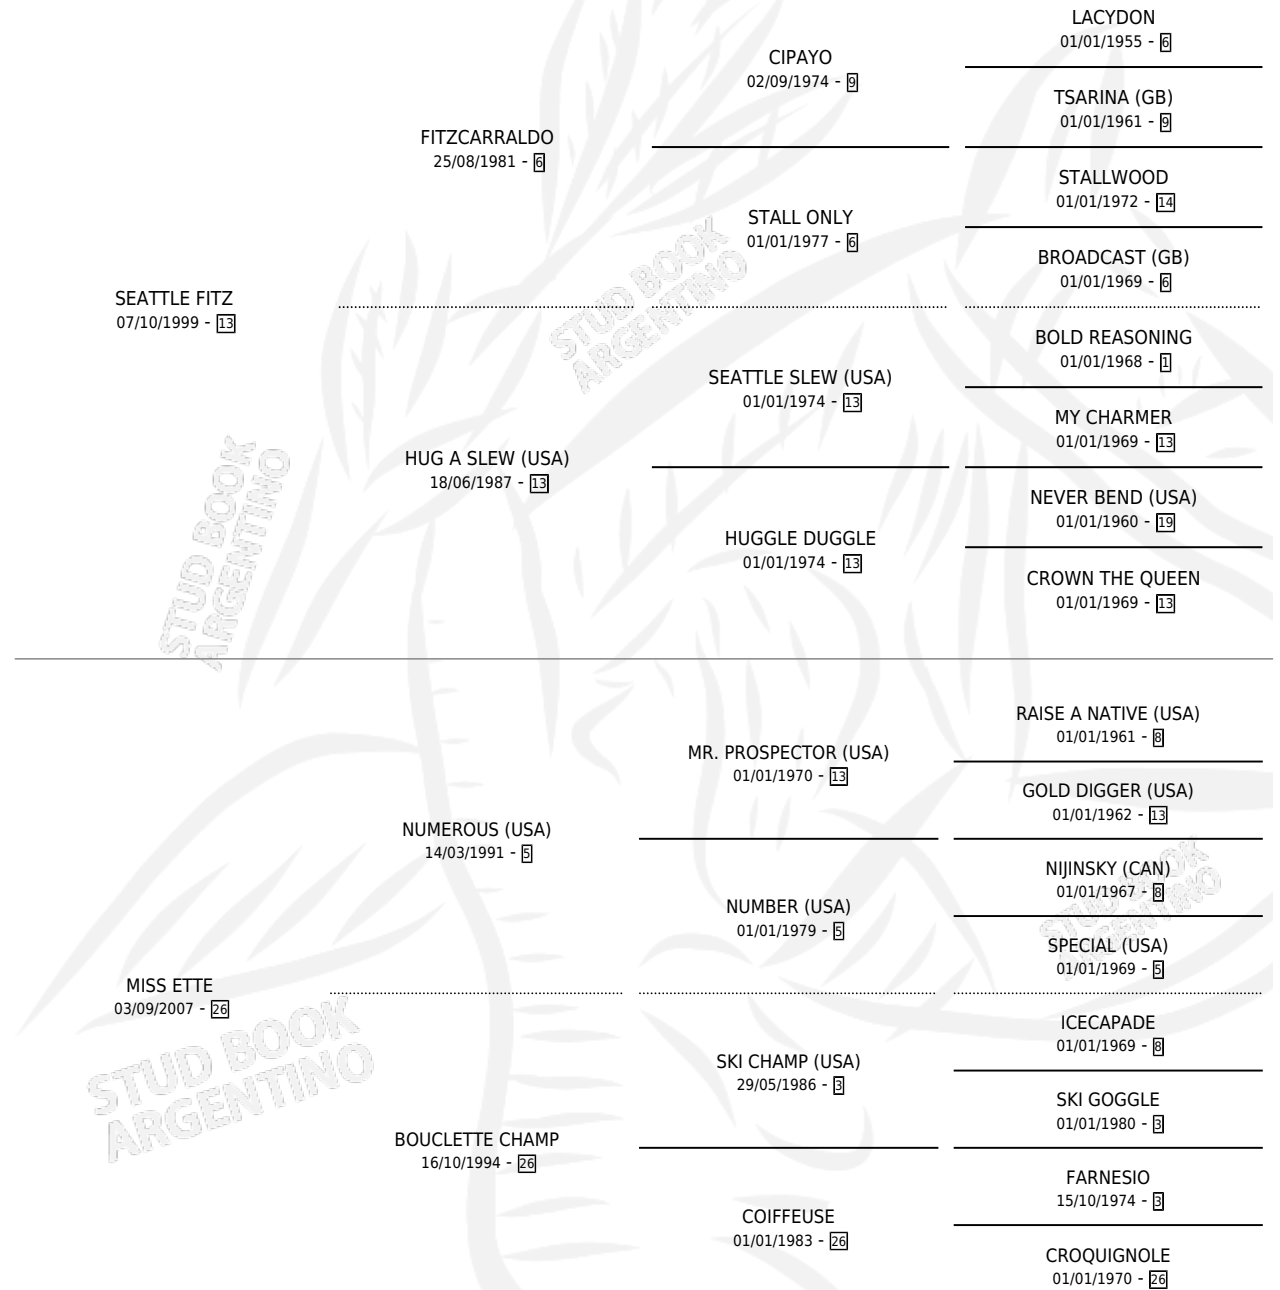 LACYDON
01/01/1955 - 6
CIPAYO
02/09/1974 - 9
TSARINA (GB)
01/01/1961 - 9
FITZCARRALDO
25/08/1981 - 6
STALLWOOD
01/01/1972 - 14
STALL ONLY
01/01/1977 - 6
BROADCAST (GB)
01/01/1969 - 6
SEATTLE FITZ
07/10/1999 - 13
STUD BOOK
ARGENTINO
BOLD REASONING
01/01/1968 - 1
SEATTLE SLEW (USA)
01/01/1974 - 13
MY CHARMER
01/01/1969 - 13
HUG A SLEW (USA)
18/06/1987 - 13
NEVER BEND (USA)
01/01/1960 - 19
HUGGLE DUGGLE
01/01/1974 - 13
CROWN THE QUEEN
01/01/1969 - 13
STUD BOOK
ARGENTINO
RAISE A NATIVE (USA)
01/01/1961 - 8
MR. PROSPECTOR (USA)
01/01/1970 - 13
GOLD DIGGER (USA)
01/01/1962 - 13
NUMEROUS (USA)
14/03/1991 - 5
NIJINSKY (CAN)
01/01/1967 - 8
NUMBER (USA)
01/01/1979 - 5
SPECIAL (USA)
01/01/1969 - 5
STUD BOOK
ARGENTINO
MISS ETTE
03/09/2007 - 26
ICECAPADE
01/01/1969 - 8
SKI CHAMP (USA)
29/05/1986 - 3
SKI GOGGLE
01/01/1980 - 3
STUD BOOK
ARGENTINO
BOUCLETTE CHAMP
16/10/1994 - 26
FARNESIO
15/10/1974 - 3
COIFFEUSE
01/01/1983 - 26
CROQUIGNOLE
01/01/1970 - 26